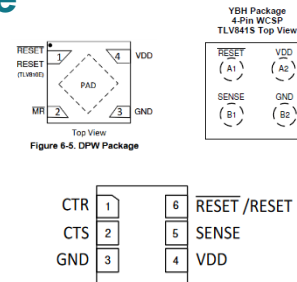 YBH Package
4-Pin WCSP
TLV841S Top View
RESET
RESET
(TLV810E)
1
4
VDD
PAD
MR
2
3
GND
Top View
Figure 6-5. DPW Package
RESET
VDD
A1
A2
SENSE
GND
B1
B2
CTR
1
6
RESET /RESET
CTS
2
5
SENSE
GND
3
4
VDD